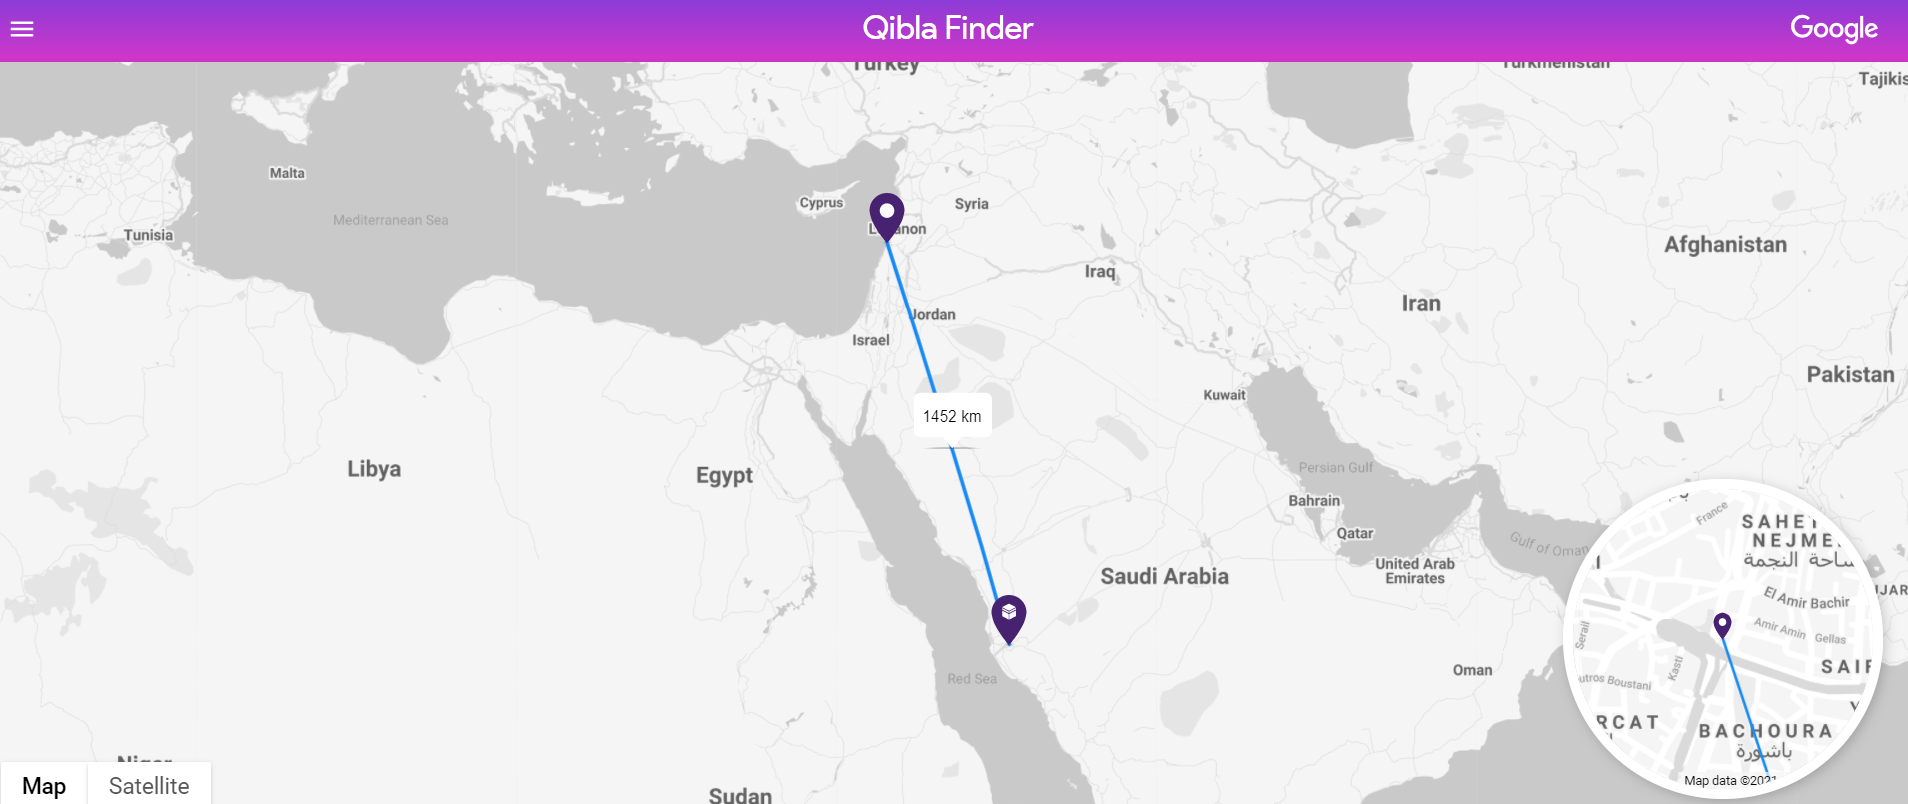 Qibla Finder
Google
Turkey
Turkmenistan
Malta
Mediterranean Sea
Tunisia
Cyprus
Syria
Lebanon
Afghanistan
Iraq
Iran
Jordan
Israel
Pakistan
Kuwait
1452 km
Libya
Egypt
Persian Gulf
Bahrain
Qatar
Gulf of Oman
United Arab
Emirates
Saudi Arabia
Oman
Red Sea
Niger
Sudan
Map
Satellite
France
SAHET
NEJMEH
ساحة النجمة
El Amir Bachir
Amir Amin
Gellas
Serail
Kasti
SAIF
utros Boustani
RCAT
BACHOURA
باشورة
Map data ©2021